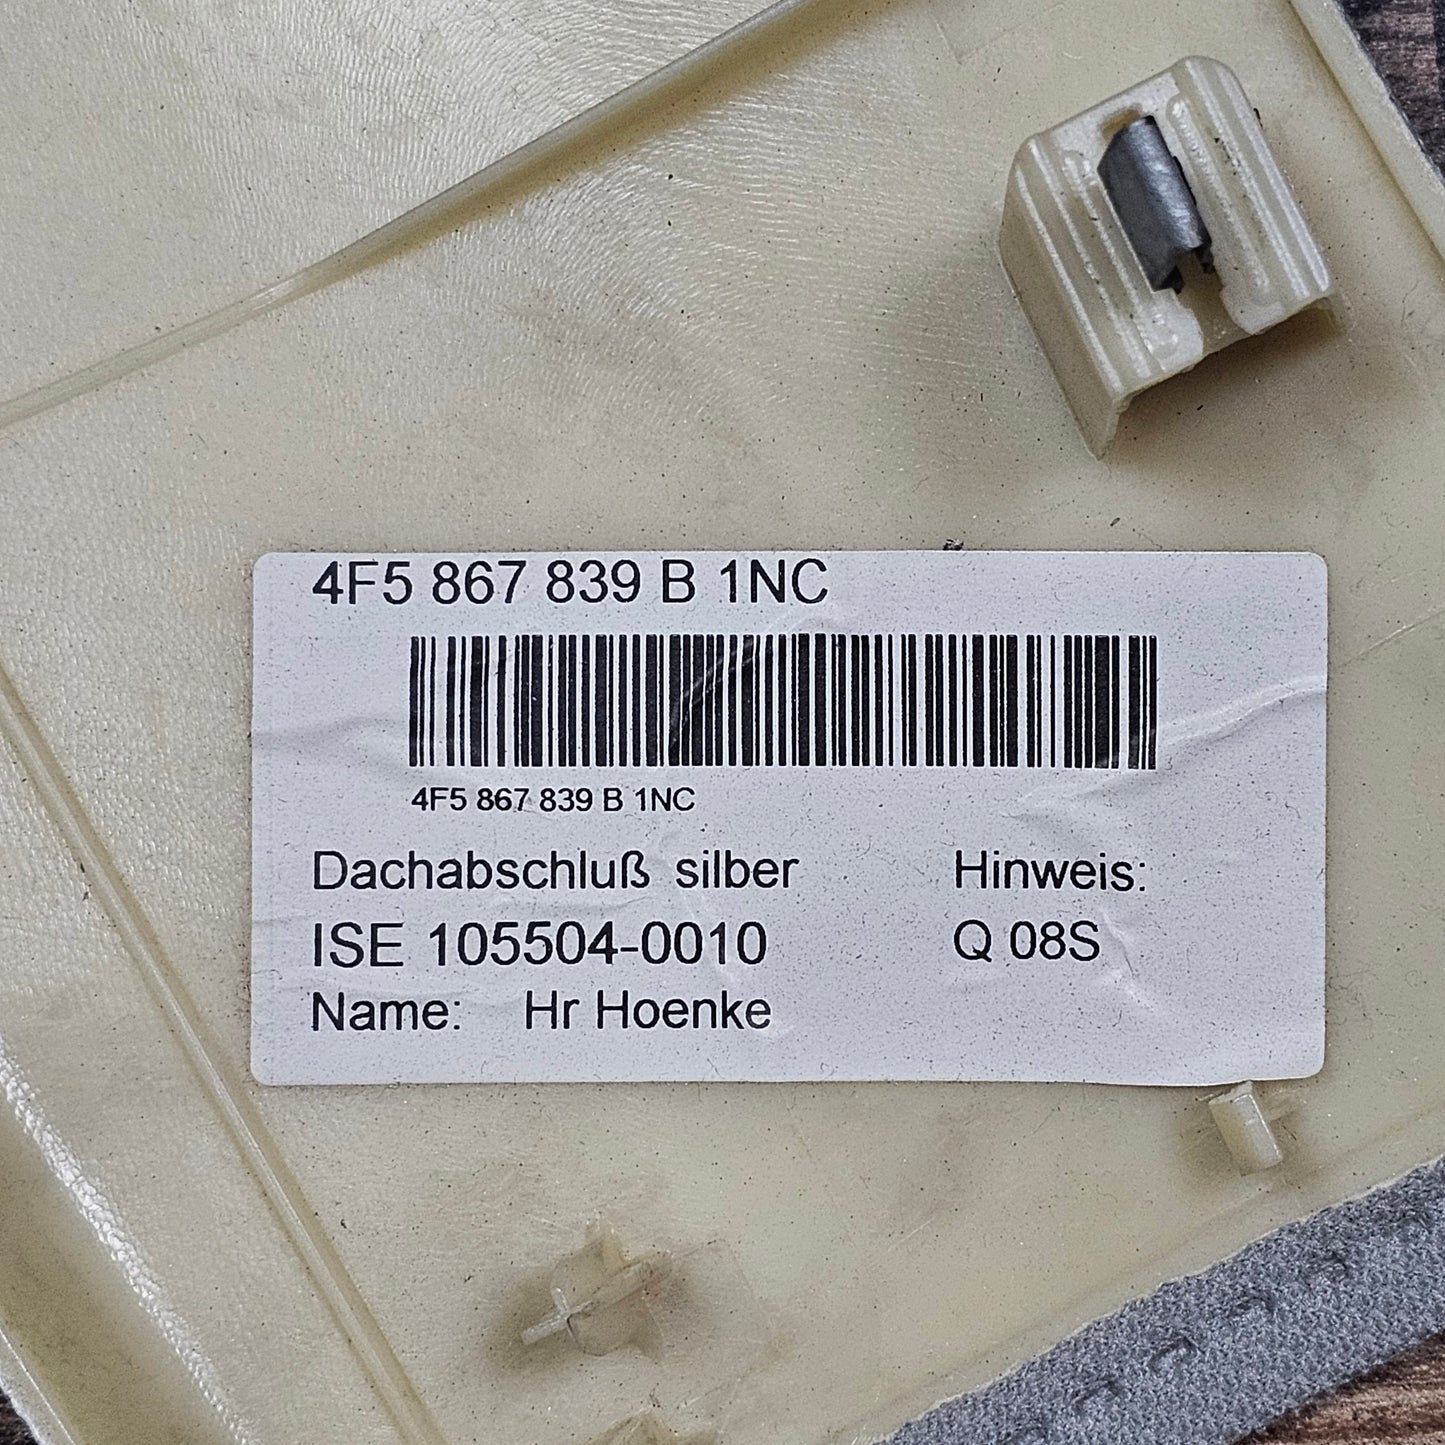 4F5 867 839 B 1NC
4F5 867 839 B 1NC
Dachabschluß silber Hinweis:
ISE 105504-0010 Q 08S
Name: Hr Hoenke